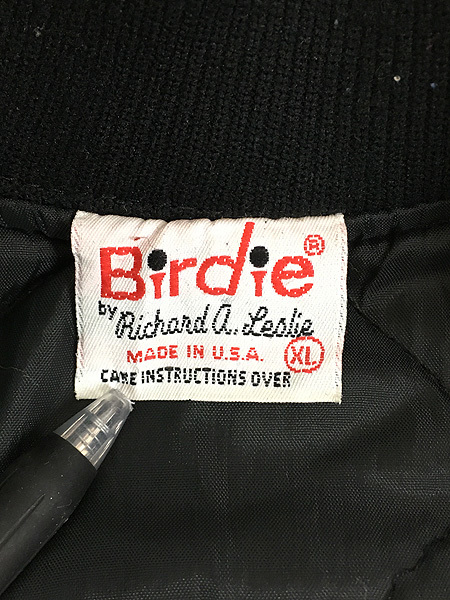 Birdie®
by Richard A. Leslie
MADE IN U.S.A. XL
CARE INSTRUCTIONS OVER